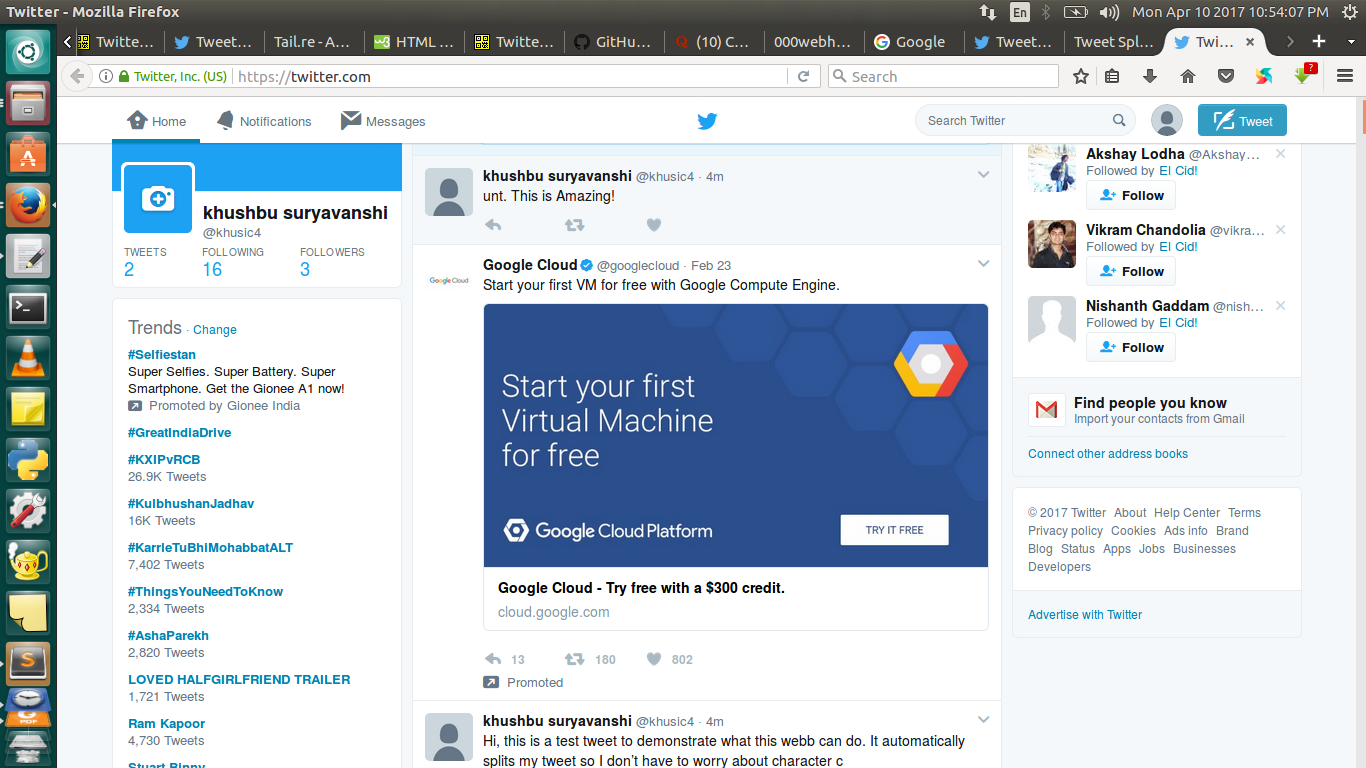 Twitter - Mozilla Firefox
En
Mon Apr 10 2017 10:54:07 PM
Twitte...
Tweet...
Tail.re - A...
HTML ...
Twitte...
GitHu...
(10) C...
000webh...
Google
Tweet...
Tweet Spl...
Twi...
Twitter, Inc. (US)
https://twitter.com
Search
?
Home
Notifications
Messages
Search Twitter
Tweet
khushbu suryavanshi
@khusic4
TWEETS FOLLOWING FOLLOWERS
2 16 3
Trends · Change
#Selfiestan
Super Selfies. Super Battery. Super
Smartphone. Get the Gionee A1 now!
Promoted by Gionee India
#GreatIndiaDrive
#KXIPvRCB
26.9K Tweets
#KulbhushanJadhav
16K Tweets
#KarrleTuBhiMohabbatALT
7,402 Tweets
#ThingsYouNeedToKnow
2,334 Tweets
#AshaParekh
2,820 Tweets
LOVED HALFGIRLFRIEND TRAILER
1,721 Tweets
Ram Kapoor
4,730 Tweets
Stuart Binny
khushbu suryavanshi @khusic4 · 4m
unt. This is Amazing!
Google Cloud @googlecloud · Feb 23
Google Cloud
Start your first VM for free with Google Compute Engine.
Start your first
Virtual Machine
for free
Google Cloud Platform
TRY IT FREE
Google Cloud - Try free with a $300 credit.
cloud.google.com
13 180 802
Promoted
khushbu suryavanshi @khusic4 · 4m
Hi, this is a test tweet to demonstrate what this webb can do. It automatically
splits my tweet so I don't have to worry about character c
Akshay Lodha @Akshay...
Followed by El Cid!
Follow
Vikram Chandolia @vikra...
Followed by El Cid!
Follow
Nishanth Gaddam @nish...
Followed by El Cid!
Follow
Find people you know
Import your contacts from Gmail
Connect other address books
© 2017 Twitter About Help Center Terms
Privacy policy Cookies Ads info Brand
Blog Status Apps Jobs Businesses
Developers
Advertise with Twitter
PDF